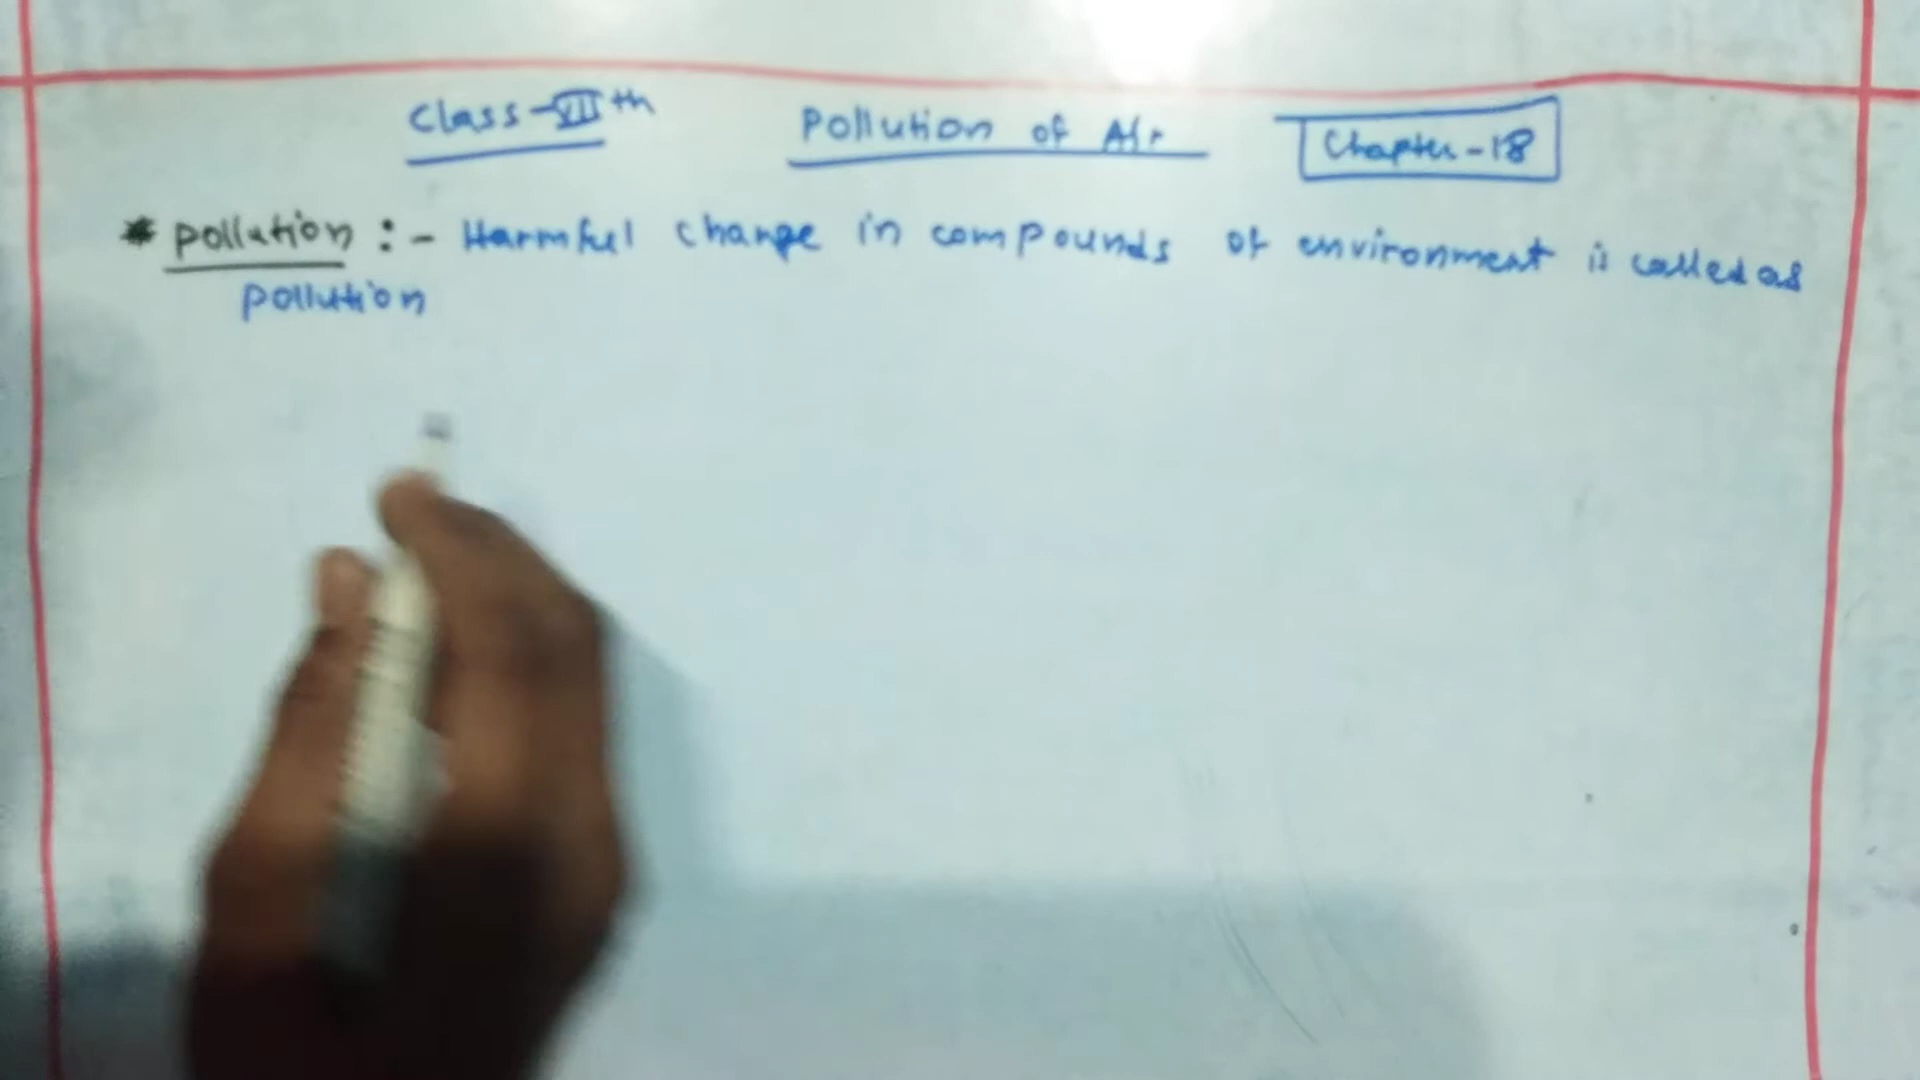 Class-VIIth Pollution of Air Chapter-18
* pollution :- Harmful change in compounds of environment is called as
pollution